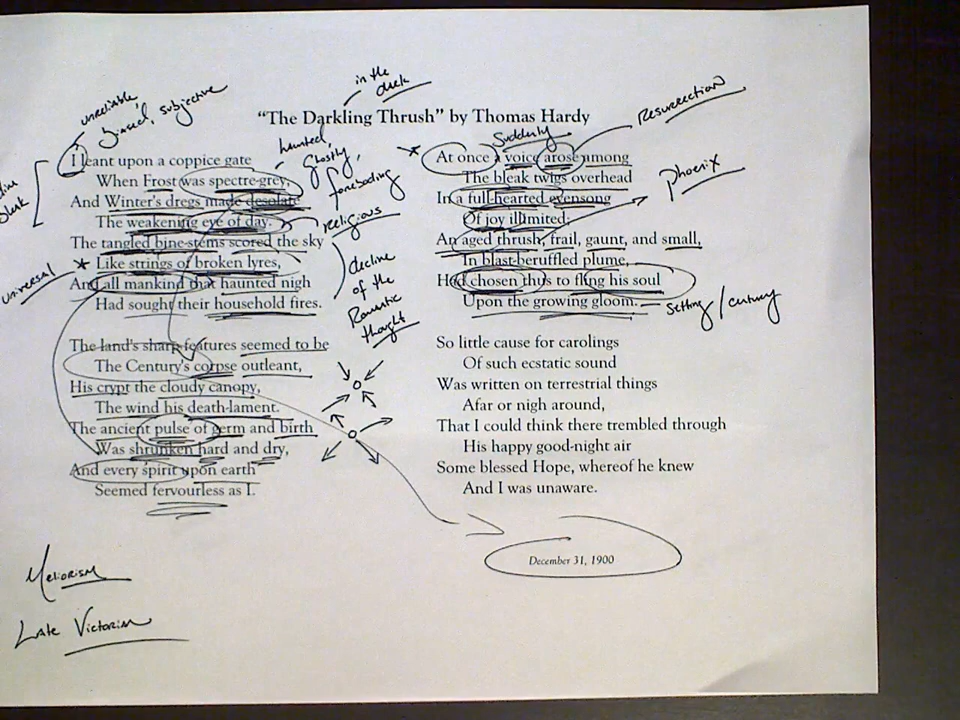 in the
dark
unreliable
biased, subjective
"The Darkling Thrush" by Thomas Hardy
haunted,
ghostly,
foreboding
I leant upon a coppice gate
When Frost was spectre-grey,
And Winter's dregs made desolate
The weakening eye of day.
religious
The tangled bine-stems scored the sky
Like strings of broken lyres,
And all mankind that haunted nigh
Had sought their household fires.
universal
decline
of the
Romantic
thought
The land's sharp features seemed to be
The Century's corpse outleant,
His crypt the cloudy canopy,
The wind his death-lament.
The ancient pulse of germ and birth
Was shrunken hard and dry,
And every spirit upon earth
Seemed fervourless as I.
Suddenly
Resurrection
At once a voice arose among
The bleak twigs overhead
In a full-hearted evensong
Of joy illimited;
Phoenix
An aged thrush, frail, gaunt, and small,
In blast-beruffled plume,
Had chosen thus to fling his soul
Upon the growing gloom.
Setting/Century
So little cause for carolings
Of such ecstatic sound
Was written on terrestrial things
Afar or nigh around,
That I could think there trembled through
His happy good-night air
Some blessed Hope, whereof he knew
And I was unaware.
December 31, 1900
Meliorism
Late Victorian